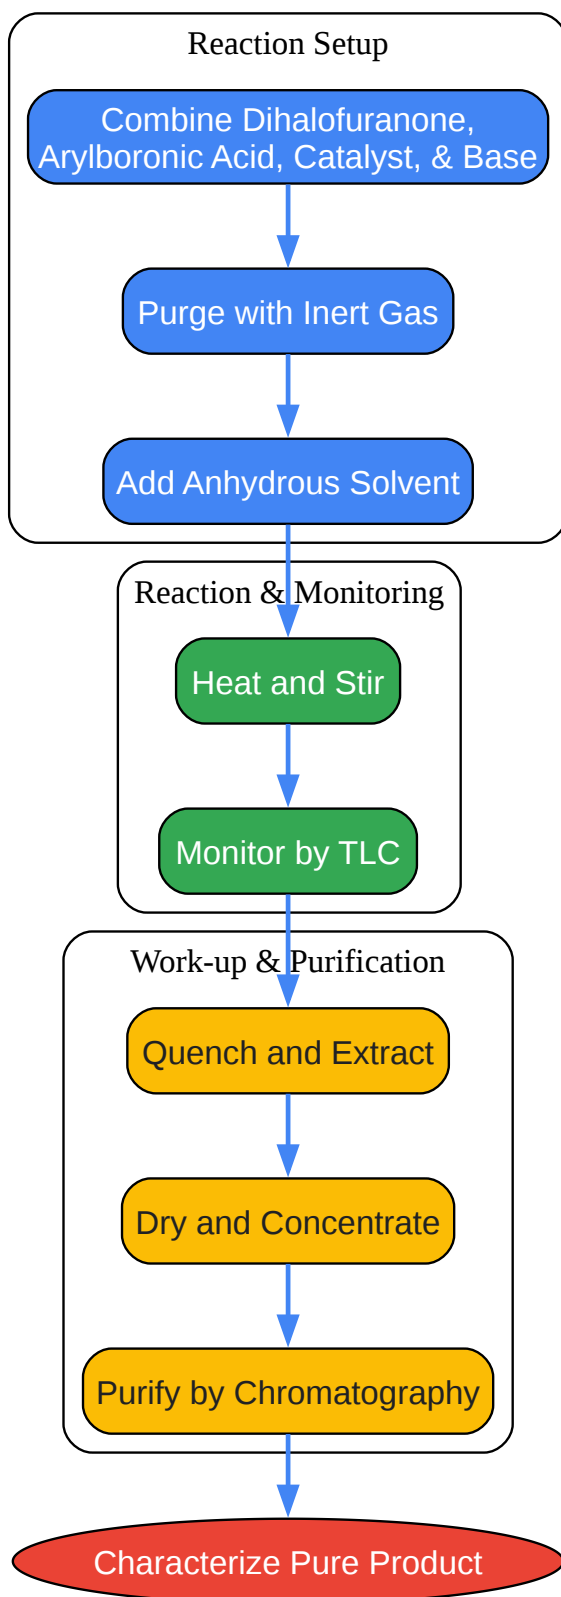 Reaction Setup
Combine Dihalofuranone,
Arylboronic Acid, Catalyst, & Base
Purge with Inert Gas
Add Anhydrous Solvent
Reaction & Monitoring
Heat and Stir
Monitor by TLC
Work-up & Purification
Quench and Extract
Dry and Concentrate
Purify by Chromatography
Characterize Pure Product